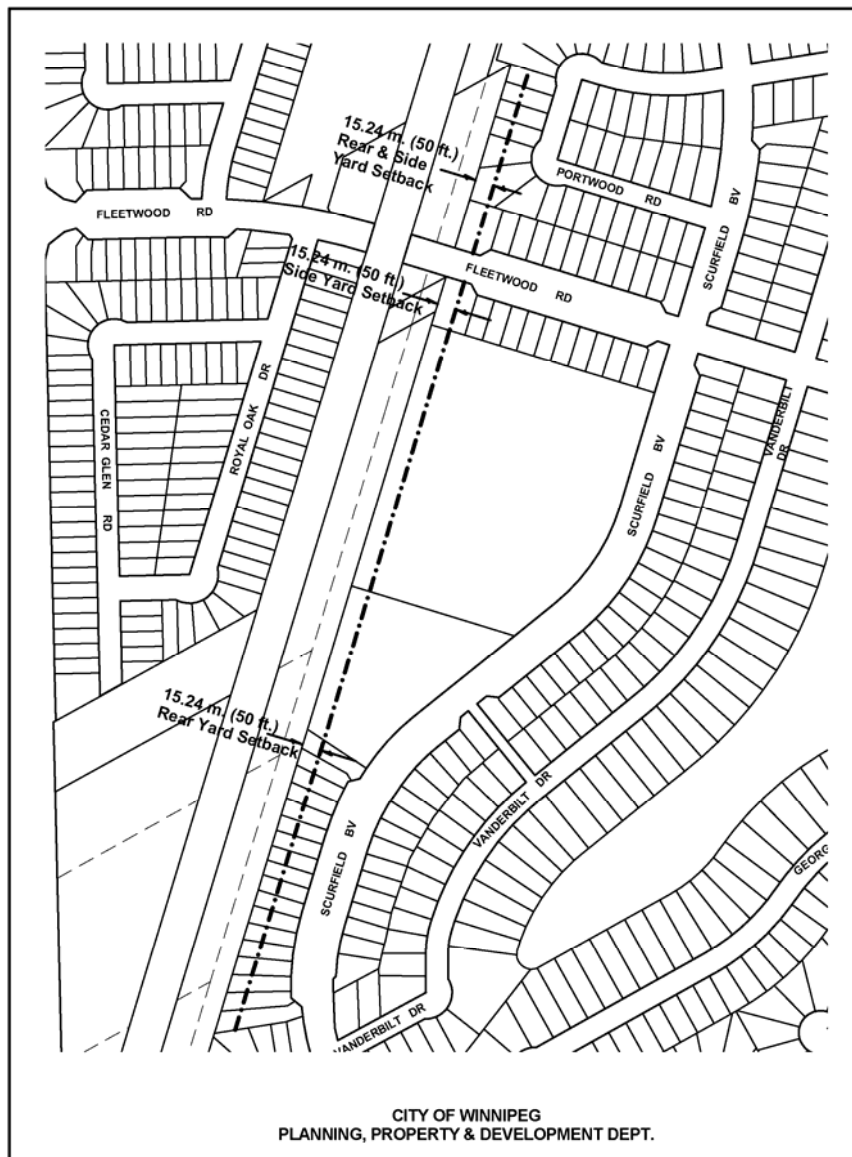 15.24 m. (50 ft.)
Rear & Side
Yard Setback
PORTWOOD RD
SCURFIELD BV
FLEETWOOD RD
15.24 m. (50 ft.)
Side Yard Setback
FLEETWOOD RD
CEDAR GLEN RD
ROYAL OAK DR
SCURFIELD BV
VANDERBILT DR
15.24 m. (50 ft.)
Rear Yard Setback
SCURFIELD BV
VANDERBILT DR
GEORG
VANDERBILT DR
CITY OF WINNIPEG
PLANNING, PROPERTY & DEVELOPMENT DEPT.